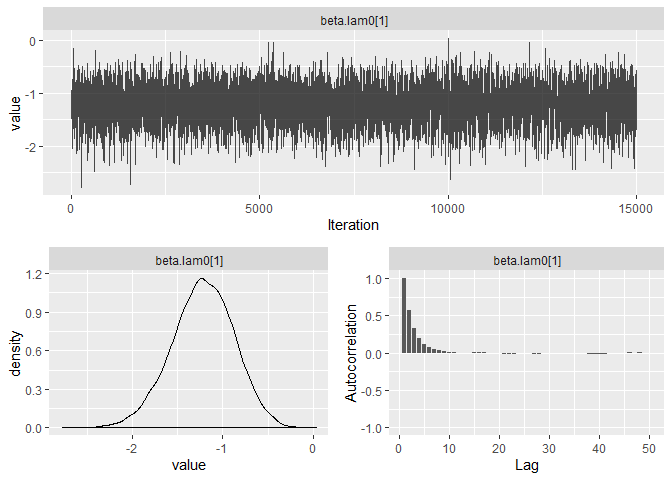 beta.lam0[1]
0
-1
-2
value
0
5000
10000
15000
Iteration
beta.lam0[1]
1.2
0.9
0.6
0.3
0.0
density
-2
-1
0
value
beta.lam0[1]
1.0
0.5
0.0
-0.5
-1.0
Autocorrelation
0
10
20
30
40
50
Lag